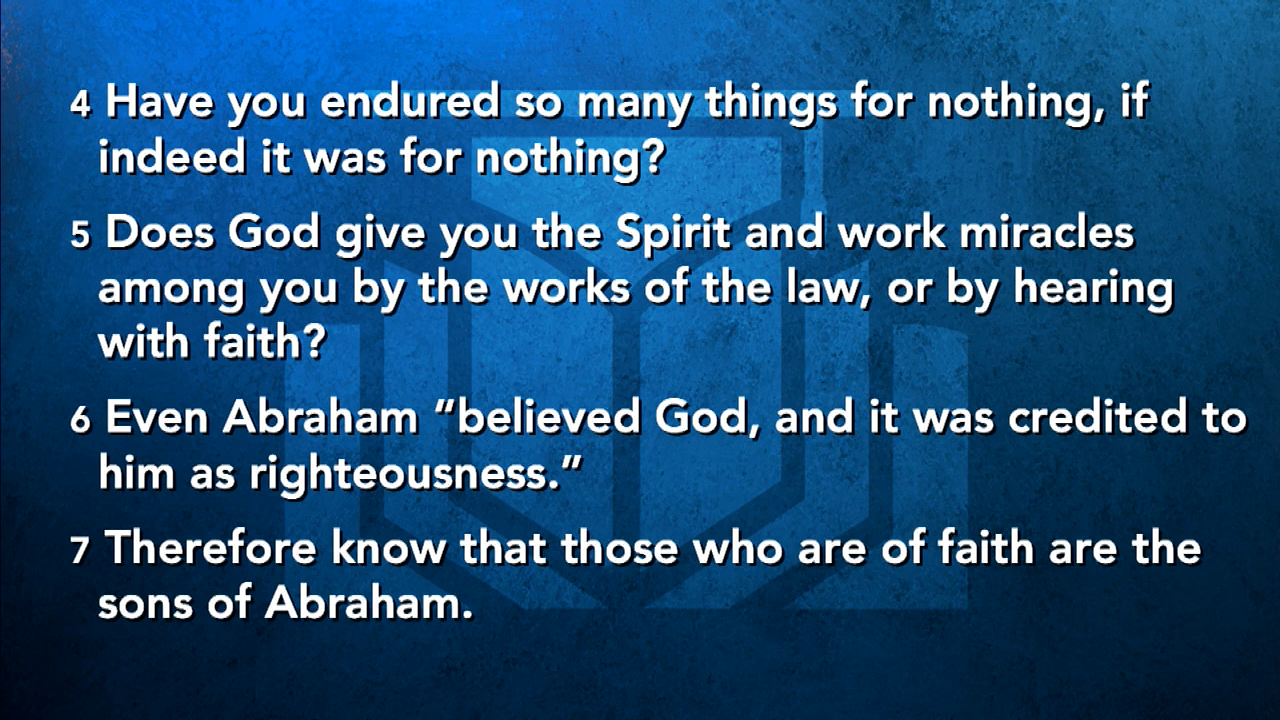 4 Have you endured so many things for nothing, if
indeed it was for nothing?
5 Does God give you the Spirit and work miracles
among you by the works of the law, or by hearing
with faith?
6 Even Abraham “believed God, and it was credited to
him as righteousness.”
7 Therefore know that those who are of faith are the
sons of Abraham.